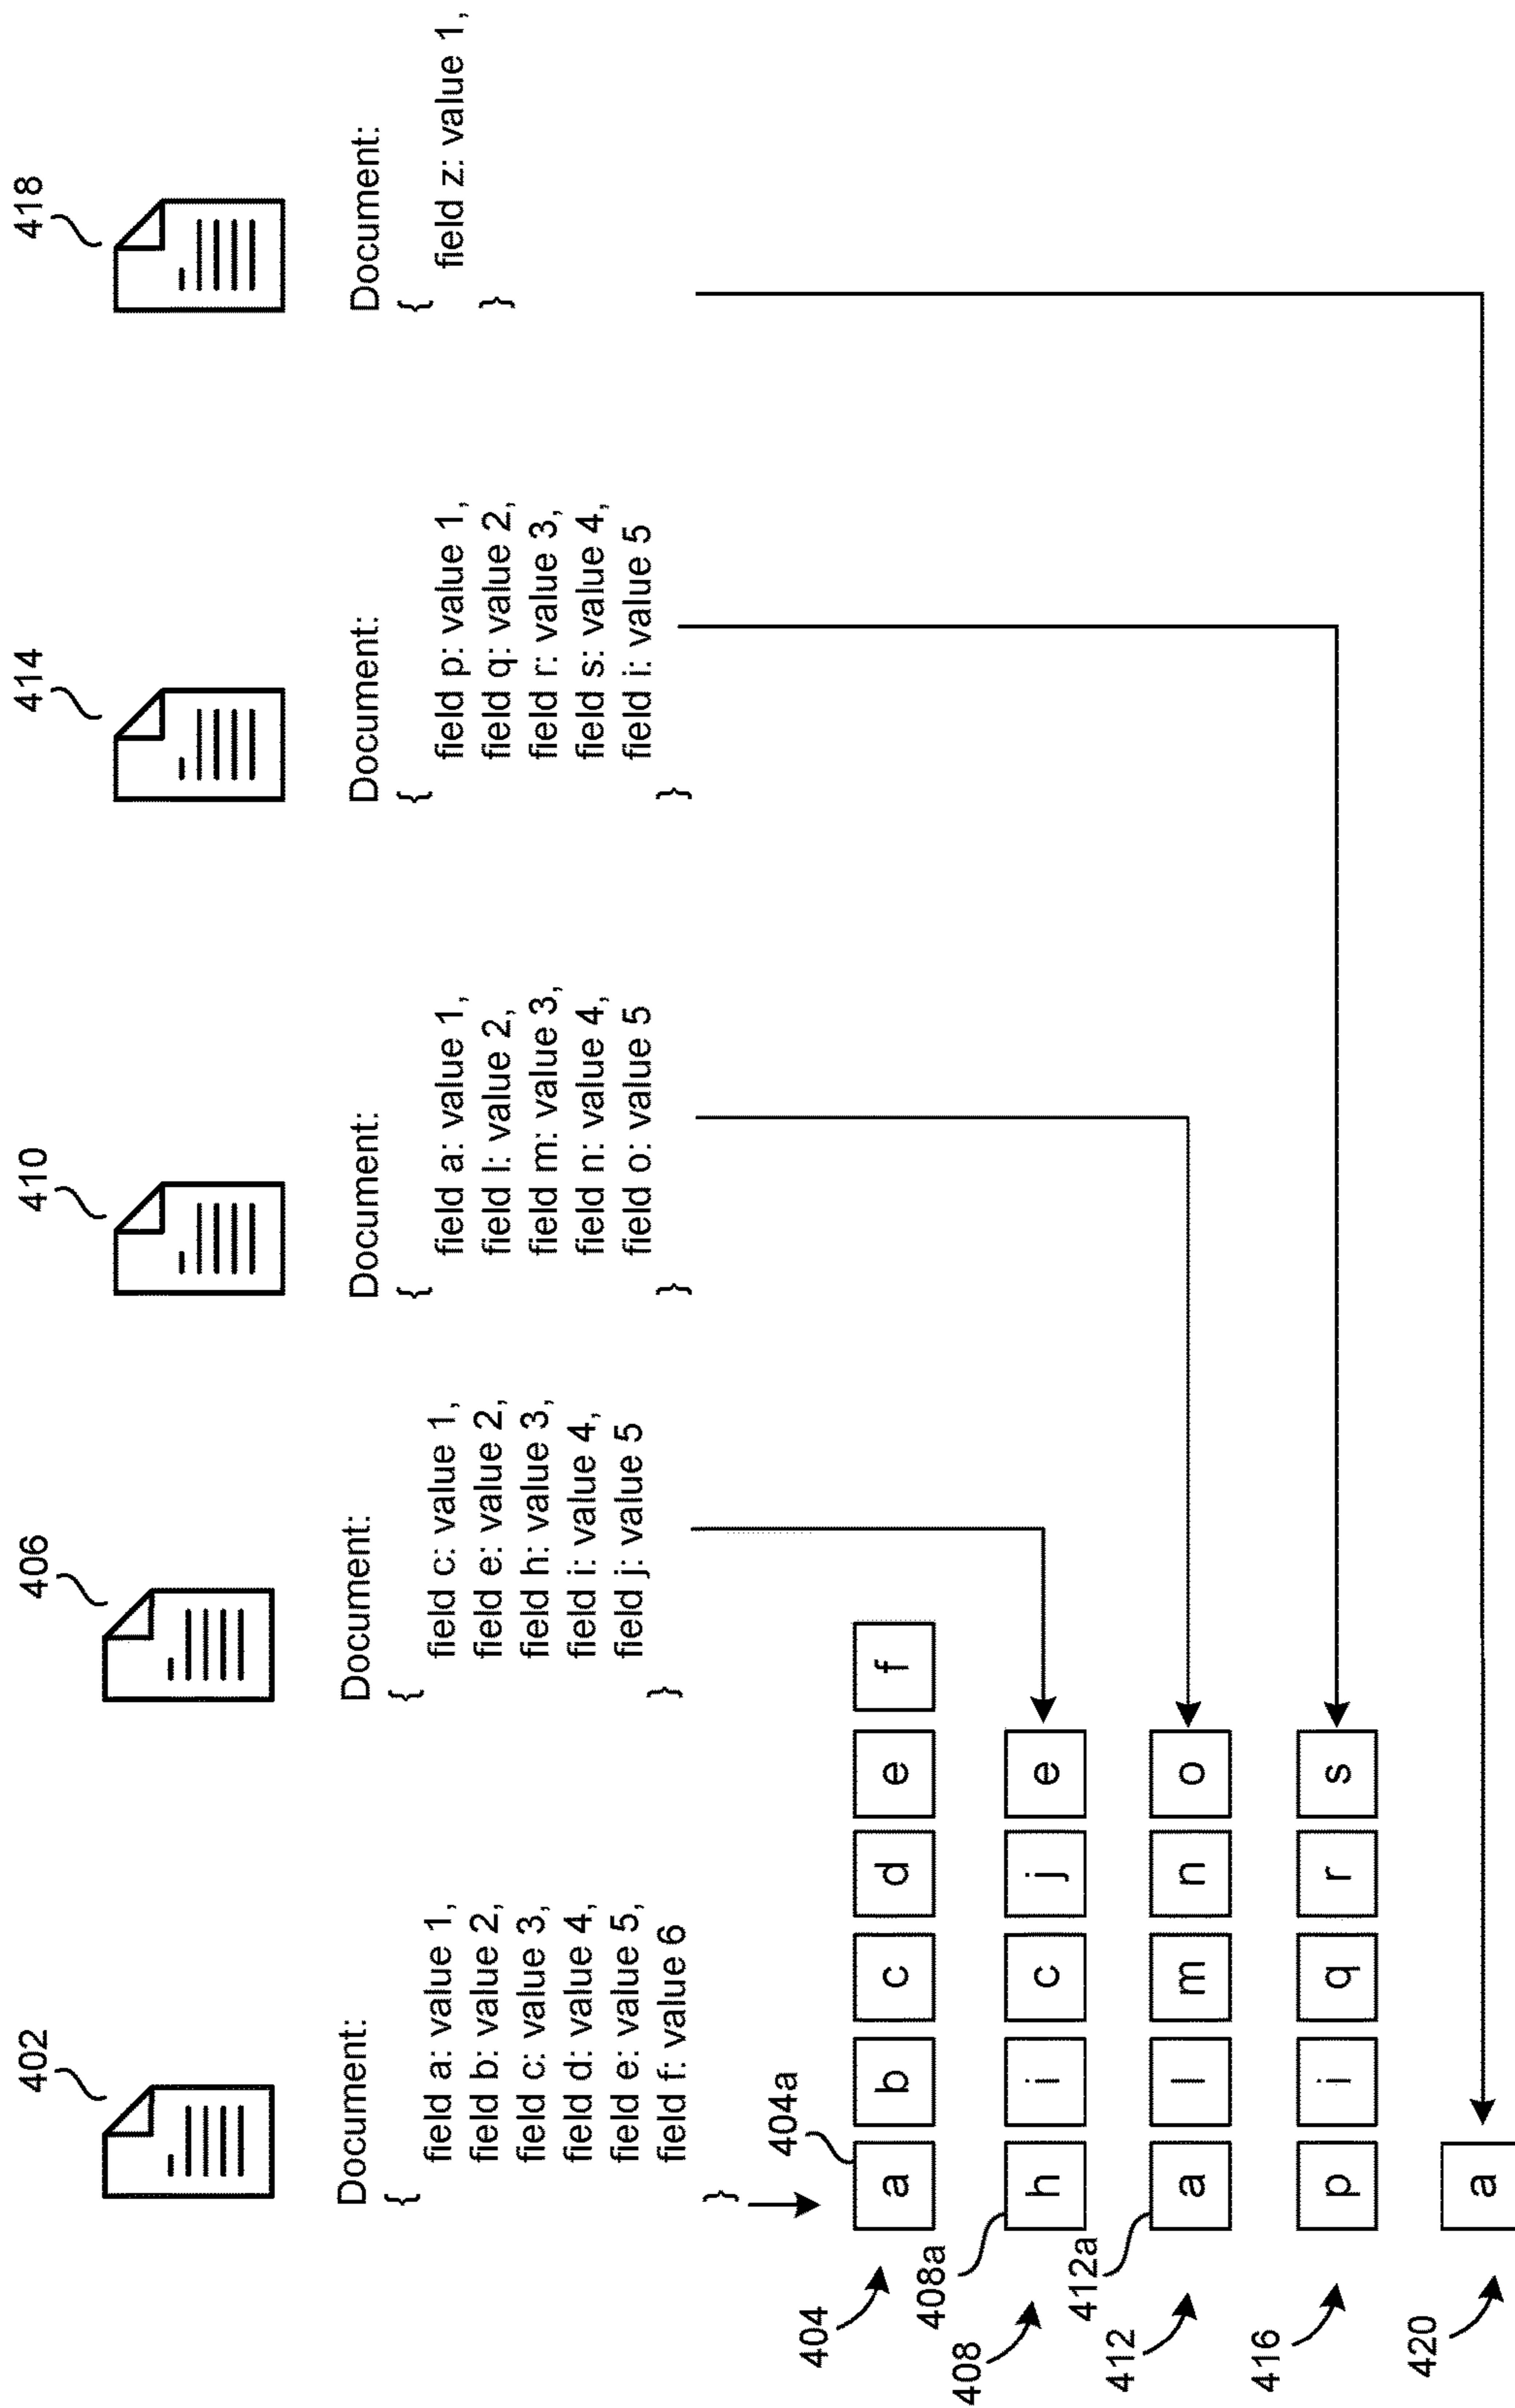 402
Document:
{
field a: value 1,
field b: value 2,
field c: value 3,
field d: value 4,
field e: value 5,
field f: value 6
}
406
Document:
{
field c: value 1,
field e: value 2,
field h: value 3,
field i: value 4,
field j: value 5
}
410
Document:
{
field a: value 1,
field l: value 2,
field m: value 3,
field n: value 4,
field o: value 5
}
414
Document:
{
field p: value 1,
field q: value 2,
field r: value 3,
field s: value 4,
field i: value 5
}
418
Document:
{
field z: value 1,
}
404a
404
a b c d e f
408a
408
h i c j e
412a
412
a l m n o
416
p i q r s
420
a